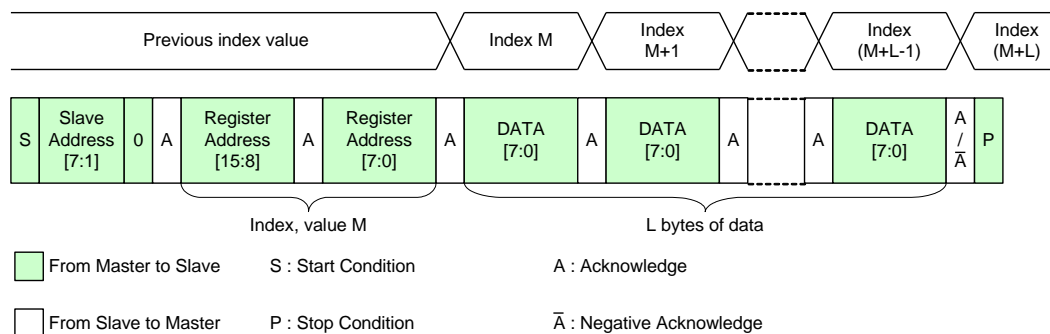 Previous index value
Index M
Index
M+1
Index
(M+L-1)
Index
(M+L)
S
Slave
Address
[7:1]
0
A
Register
Address
[15:8]
A
Register
Address
[7:0]
A
DATA
[7:0]
A
DATA
[7:0]
A
A
DATA
[7:0]
A
/
A̅
P
Index, value M
L bytes of data
From Master to Slave
S : Start Condition
A : Acknowledge
From Slave to Master
P : Stop Condition
A̅ : Negative Acknowledge